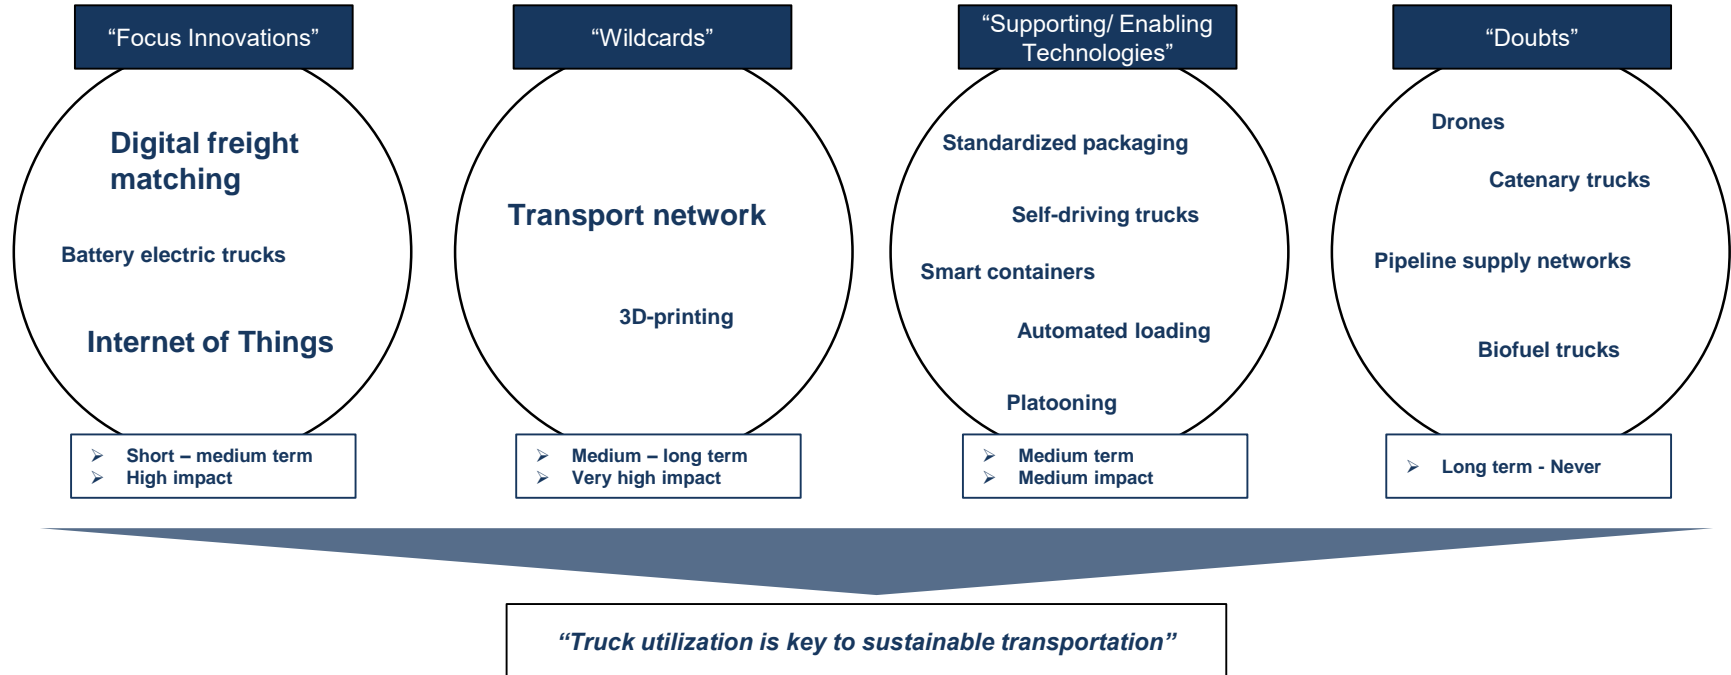 “Focus Innovations”
Digital freight
matching
Battery electric trucks
Internet of Things
➢ Short – medium term
➢ High impact
“Wildcards”
Transport network
3D-printing
➢ Medium – long term
➢ Very high impact
“Supporting/ Enabling
Technologies”
Standardized packaging
Self-driving trucks
Smart containers
Automated loading
Platooning
➢ Medium term
➢ Medium impact
“Doubts”
Drones
Catenary trucks
Pipeline supply networks
Biofuel trucks
➢ Long term - Never
“Truck utilization is key to sustainable transportation”